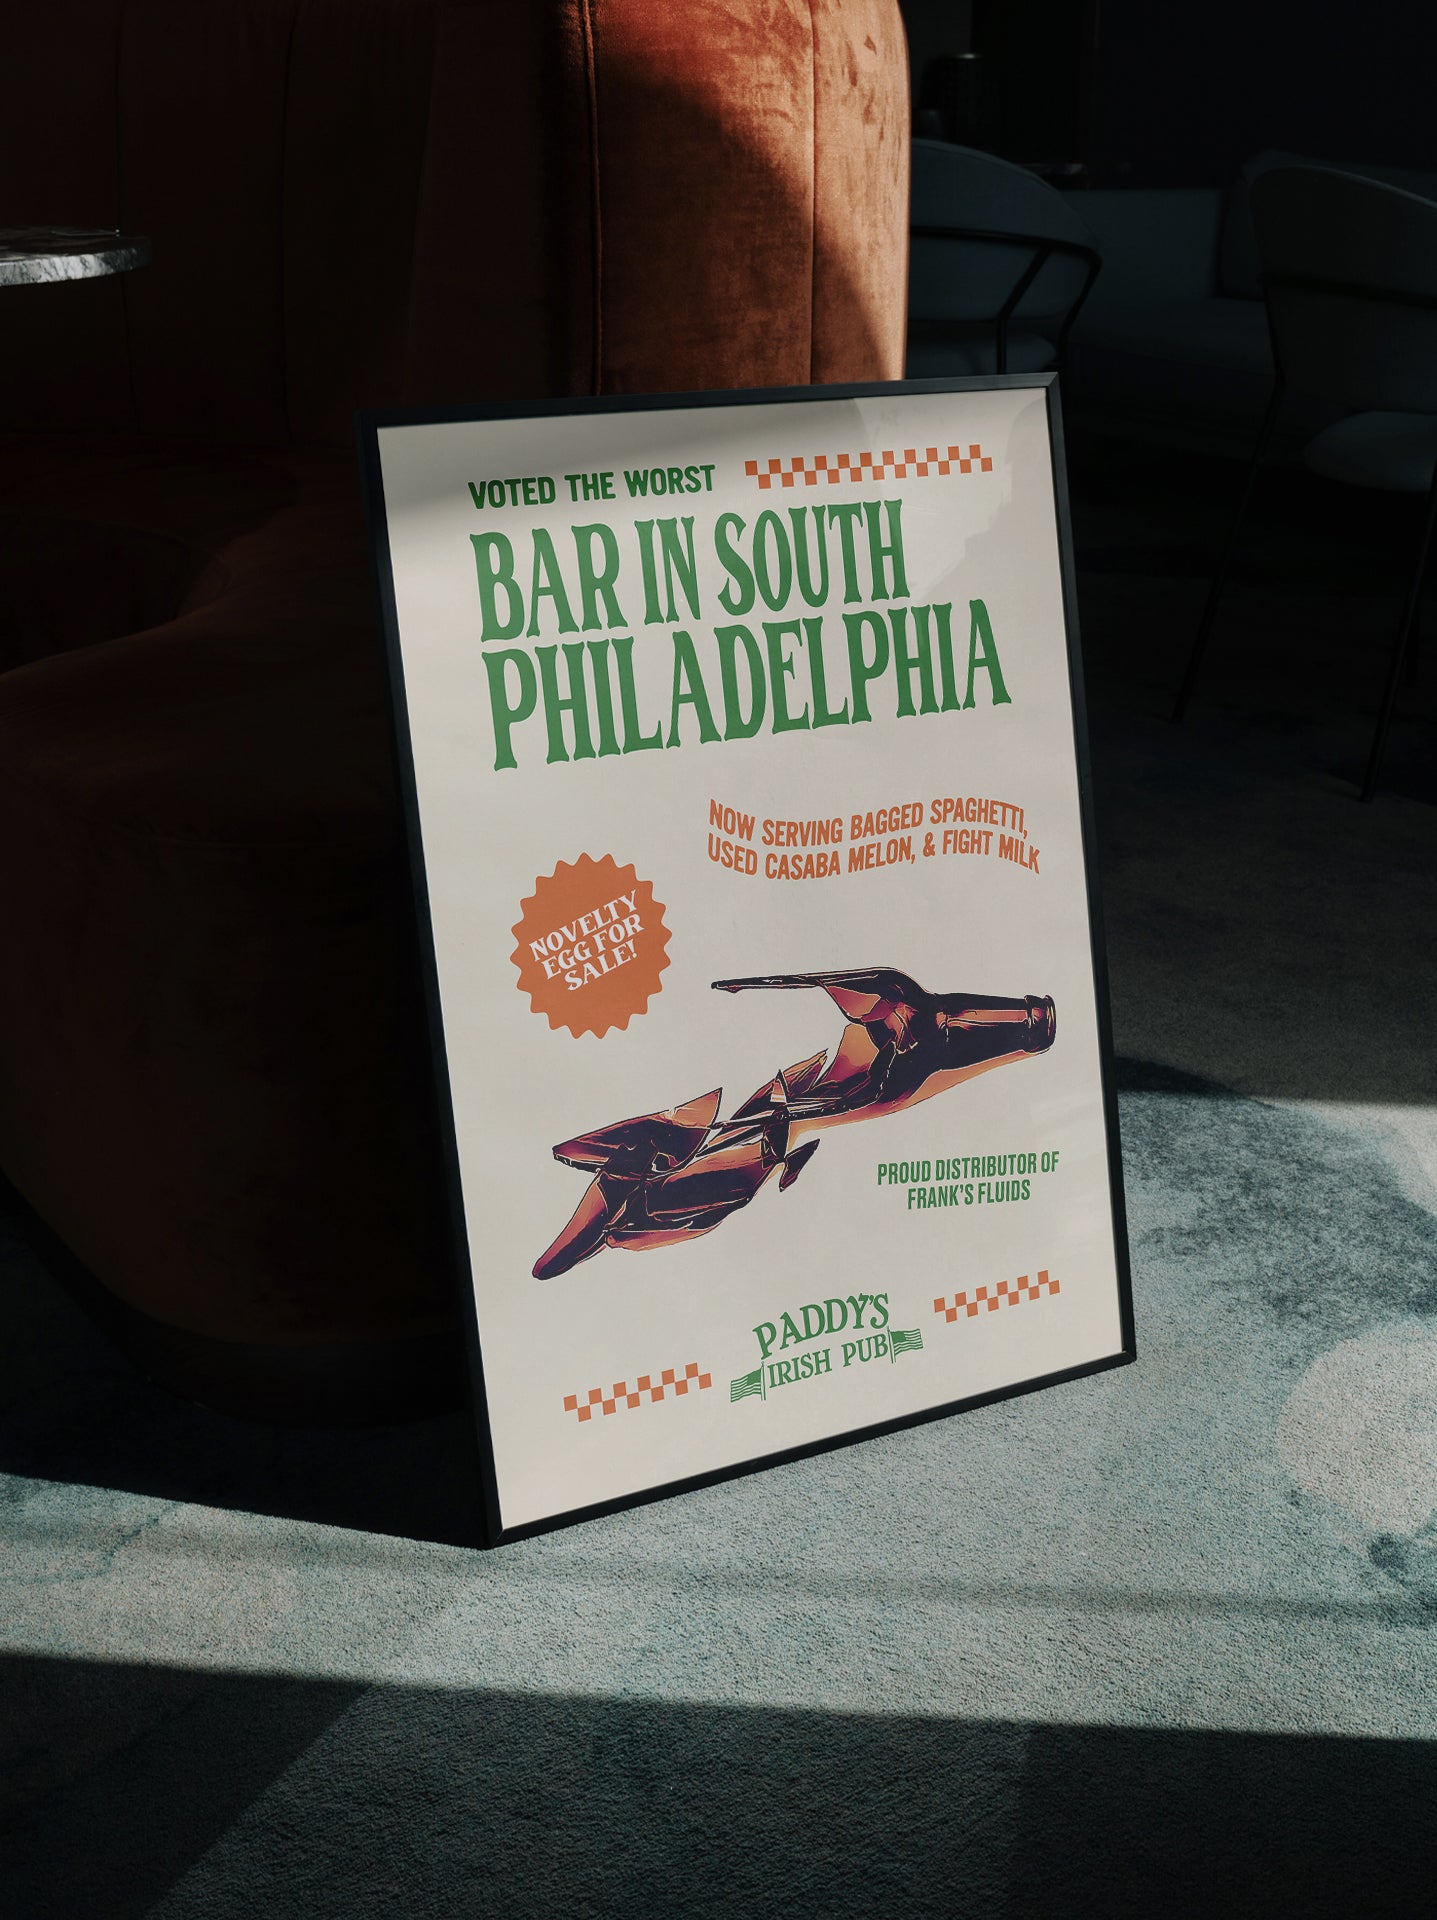 VOTED THE WORST
BAR IN SOUTH
PHILADELPHIA
NOW SERVING BAGGED SPAGHETTI,
USED CASABA MELON, & FIGHT MILK
NOVELTY
EGG FOR
SALE!
PROUD DISTRIBUTOR OF
FRANK'S FLUIDS
PADDY'S
IRISH PUB